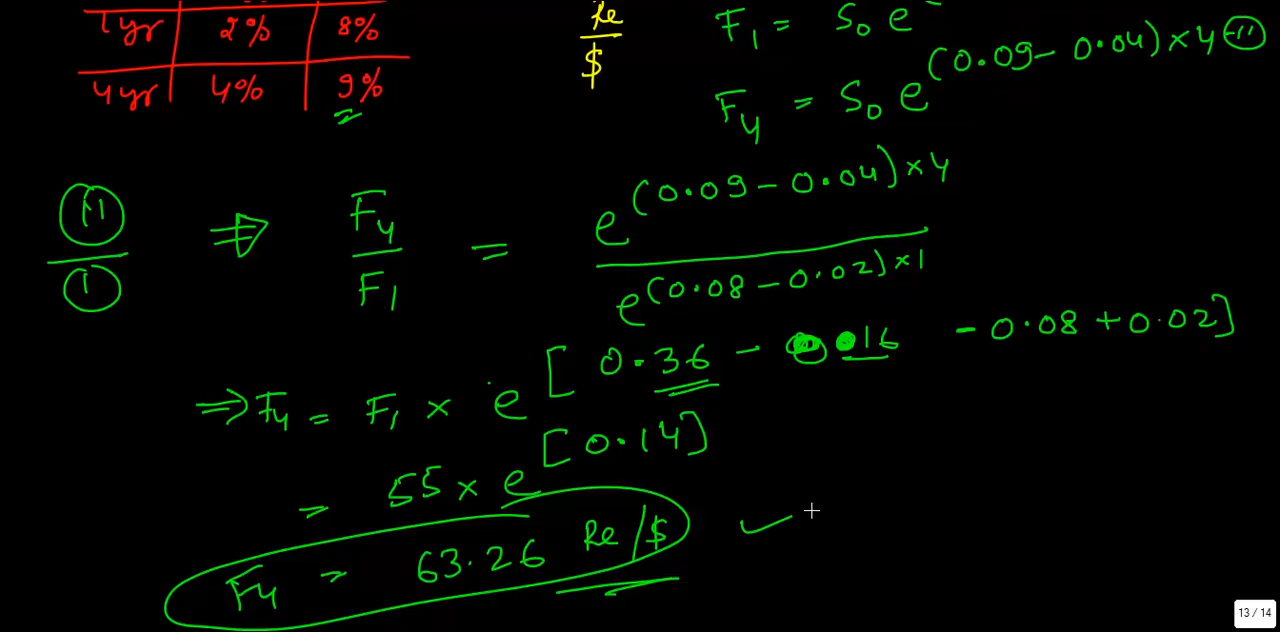 1yr 2% 8%
4yr 4% 9%
Re/$
F₁ = S₀ e
F₄ = S₀ e^(0.09 - 0.04)×4 - II
II/I ⇒ F₄/F₁ = e^(0.09 - 0.04)×4 / e^(0.08 - 0.02)×1
⇒ F₄ = F₁ × e^[0.36 - 0.16 - 0.08 + 0.02]
= 55 × e^[0.14]
F₄ = 63.26 Re/$ ✓
13 / 14